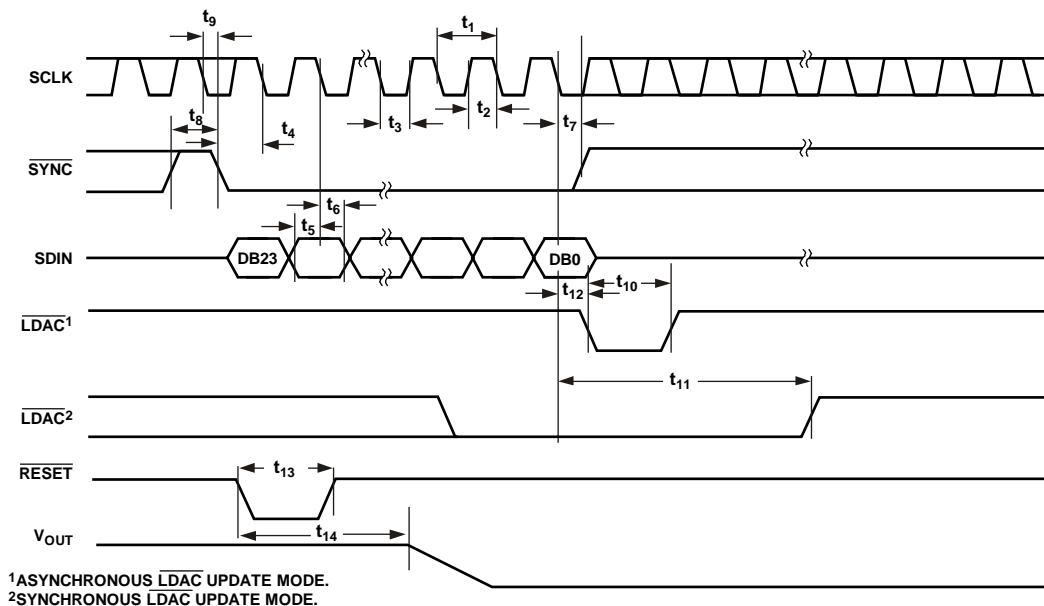 t9
t1
SCLK
t8
t4
t3
t2
t7
SYNC
t6
t5
SDIN
DB23
DB0
t12
t10
LDAC1
t11
LDAC2
RESET
t13
t14
VOUT
1ASYNCHRONOUS LDAC UPDATE MODE.
2SYNCHRONOUS LDAC UPDATE MODE.